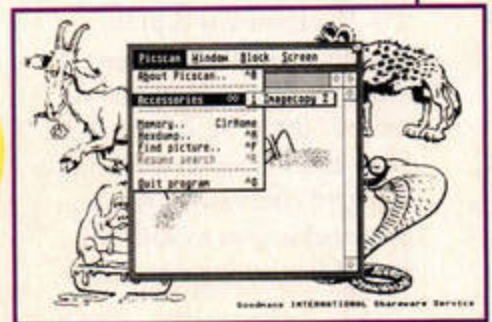 Picscan Window Block Screen
About Picscan.. ^B
Accessories
Imagecopy 2
Memory.. ClrHome
Hexdump.. ^H
Find picture.. ^F
Resume search ^R
Quit program ^Q
Goodmans INTERNATIONAL Shareware Service